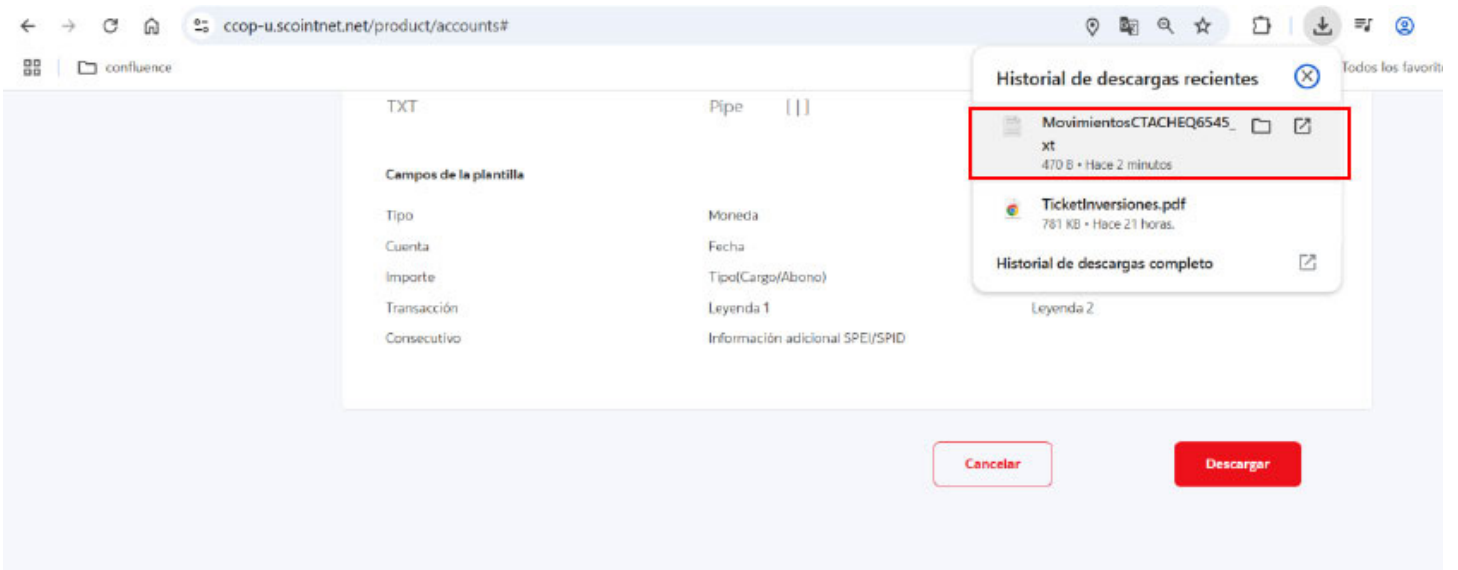 ccop-u.scointnet.net/product/accounts#
confluence
Todos los favorit
Historial de descargas recientes
MovimientosCTACHEQ6545_
xt
470 B • Hace 2 minutos
TicketInversiones.pdf
781 KB • Hace 21 horas.
Historial de descargas completo
TXT Pipe [ | ]
Campos de la plantilla
Tipo Moneda
Cuenta Fecha
Importe Tipo(Cargo/Abono)
Transacción Leyenda 1 Leyenda 2
Consecutivo Información adicional SPEI/SPID
Cancelar Descargar